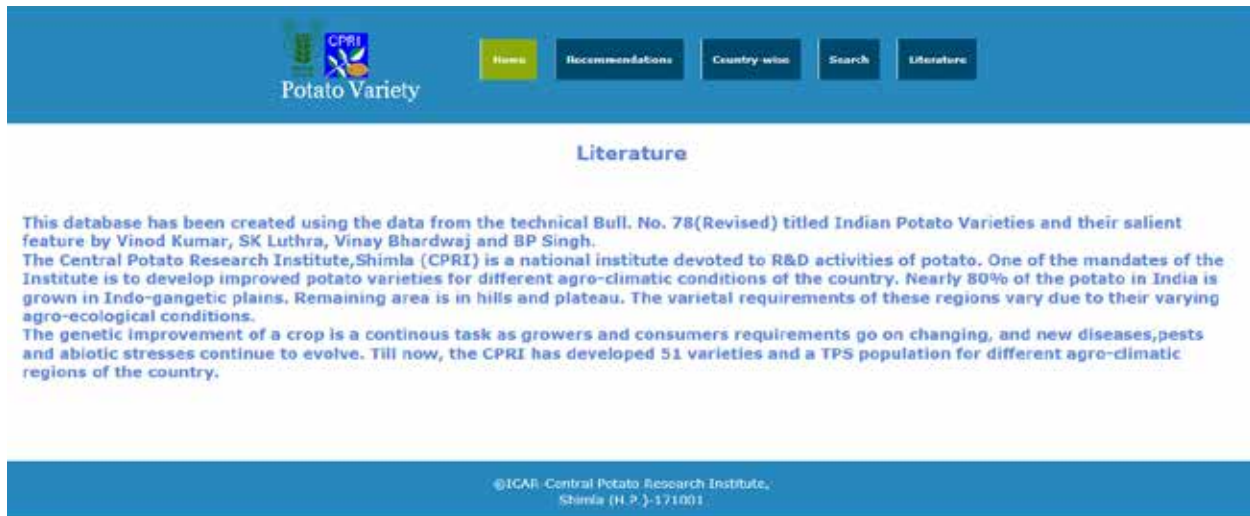 CPRI
Potato Variety
Home
Recommendations
Country-wise
Search
Literature
Literature
This database has been created using the data from the technical Bull. No. 78(Revised) titled Indian Potato Varieties and their salient
feature by Vinod Kumar, SK Luthra, Vinay Bhardwaj and BP Singh.
The Central Potato Research Institute,Shimla (CPRI) is a national institute devoted to R&D activities of potato. One of the mandates of the
Institute is to develop improved potato varieties for different agro-climatic conditions of the country. Nearly 80% of the potato in India is
grown in Indo-gangetic plains. Remaining area is in hills and plateau. The varietal requirements of these regions vary due to their varying
agro-ecological conditions.
The genetic improvement of a crop is a continous task as growers and consumers requirements go on changing, and new diseases,pests
and abiotic stresses continue to evolve. Till now, the CPRI has developed 51 varieties and a TPS population for different agro-climatic
regions of the country.
©ICAR-Central Potato Research Institute,
Shimla (H.P.)-171001